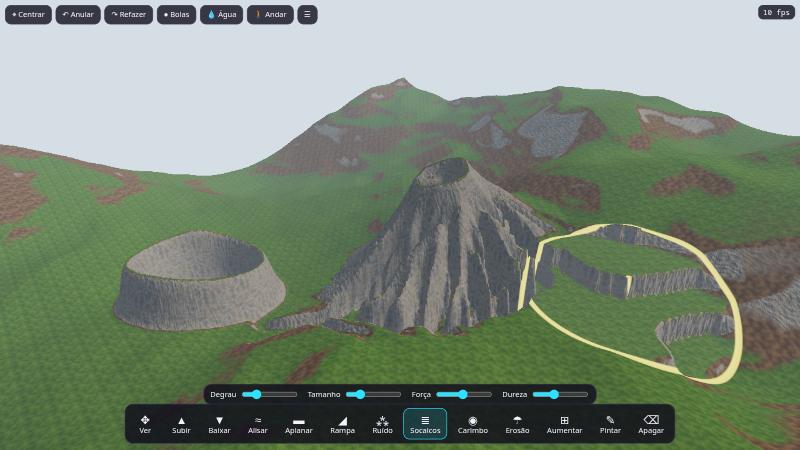 Centrar
Anular
Refazer
Bolas
Água
Andar
10 fps
Degrau
Tamanho
Força
Dureza
Ver
Subir
Baixar
Alisar
Aplanar
Rampa
Ruído
Socalcos
Carimbo
Erosão
Aumentar
Pintar
Apagar